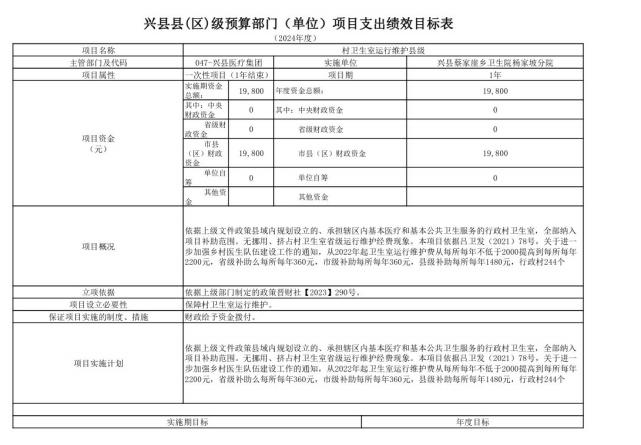 兴县县(区)级预算部门（单位）项目支出绩效目标表
（2024年度）
项目名称 村卫生室运行维护县级
主管部门及代码 047-兴县医疗集团 实施单位 兴县蔡家崖乡卫生院杨家坡分院
项目属性 一次性项目（1年结束） 项目期 1年
项目资金
（元）
实施期资金
总额： 19,800 年度资金总额： 19,800
其中：中央
财政资金 0 其中：中央财政资金 0
省级财
政资金 0 省级财政资金 0
市县
（区）财政
资金 19,800 市县（区）财政资金 19,800
单位自
筹 0 单位自筹 0
其他资
金 其他资金
项目概况
依据上级文件政策县域内规划设立的、承担辖区内基本医疗和基本公共卫生服务的行政村卫生室，全部纳入
项目补助范围。无挪用、挤占村卫生室省级运行维护经费现象。本项目依据吕卫发（2021）78号，关于进一
步加强乡村医生队伍建设工作的通知，从2022年起卫生室运行维护费从每所每年不低于2000提高到每所每年
2200元，省级补助么每所每年360元，市级补助每所每年360元，县级补助每所每年1480元，行政村244个
立项依据 依据上级部门制定的政策晋财社【2023】290号。
项目设立必要性 保障村卫生室运行维护。
保证项目实施的制度、措施 财政给予资金拨付。
项目实施计划
依据上级文件政策县域内规划设立的、承担辖区内基本医疗和基本公共卫生服务的行政村卫生室，全部纳入
项目补助范围。无挪用、挤占村卫生室省级运行维护经费现象。本项目依据吕卫发（2021）78号，关于进一
步加强乡村医生队伍建设工作的通知，从2022年起卫生室运行维护费从每所每年不低于2000提高到每所每年
2200元，省级补助么每所每年360元，市级补助每所每年360元，县级补助每所每年1480元，行政村244个
实施期目标 年度目标